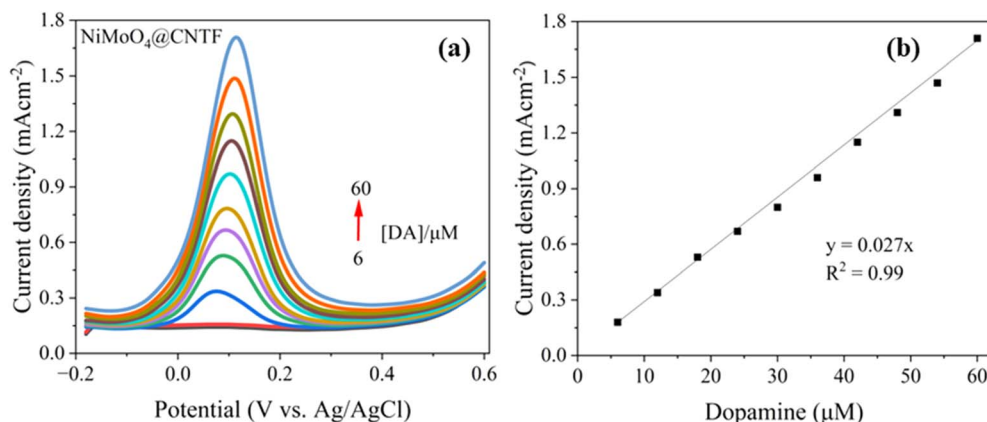 NiMoO₄@CNTF
(a)
Current density (mAcm⁻²)
1.8
1.5
1.2
0.9
0.6
0.3
0.0
60
[DA]/μM
6
−0.2
0.0
0.2
0.4
0.6
Potential (V vs. Ag/AgCl)
(b)
Current density (mAcm⁻²)
1.8
1.5
1.2
0.9
0.6
0.3
0.0
y = 0.027x
R² = 0.99
0
10
20
30
40
50
60
Dopamine (μM)